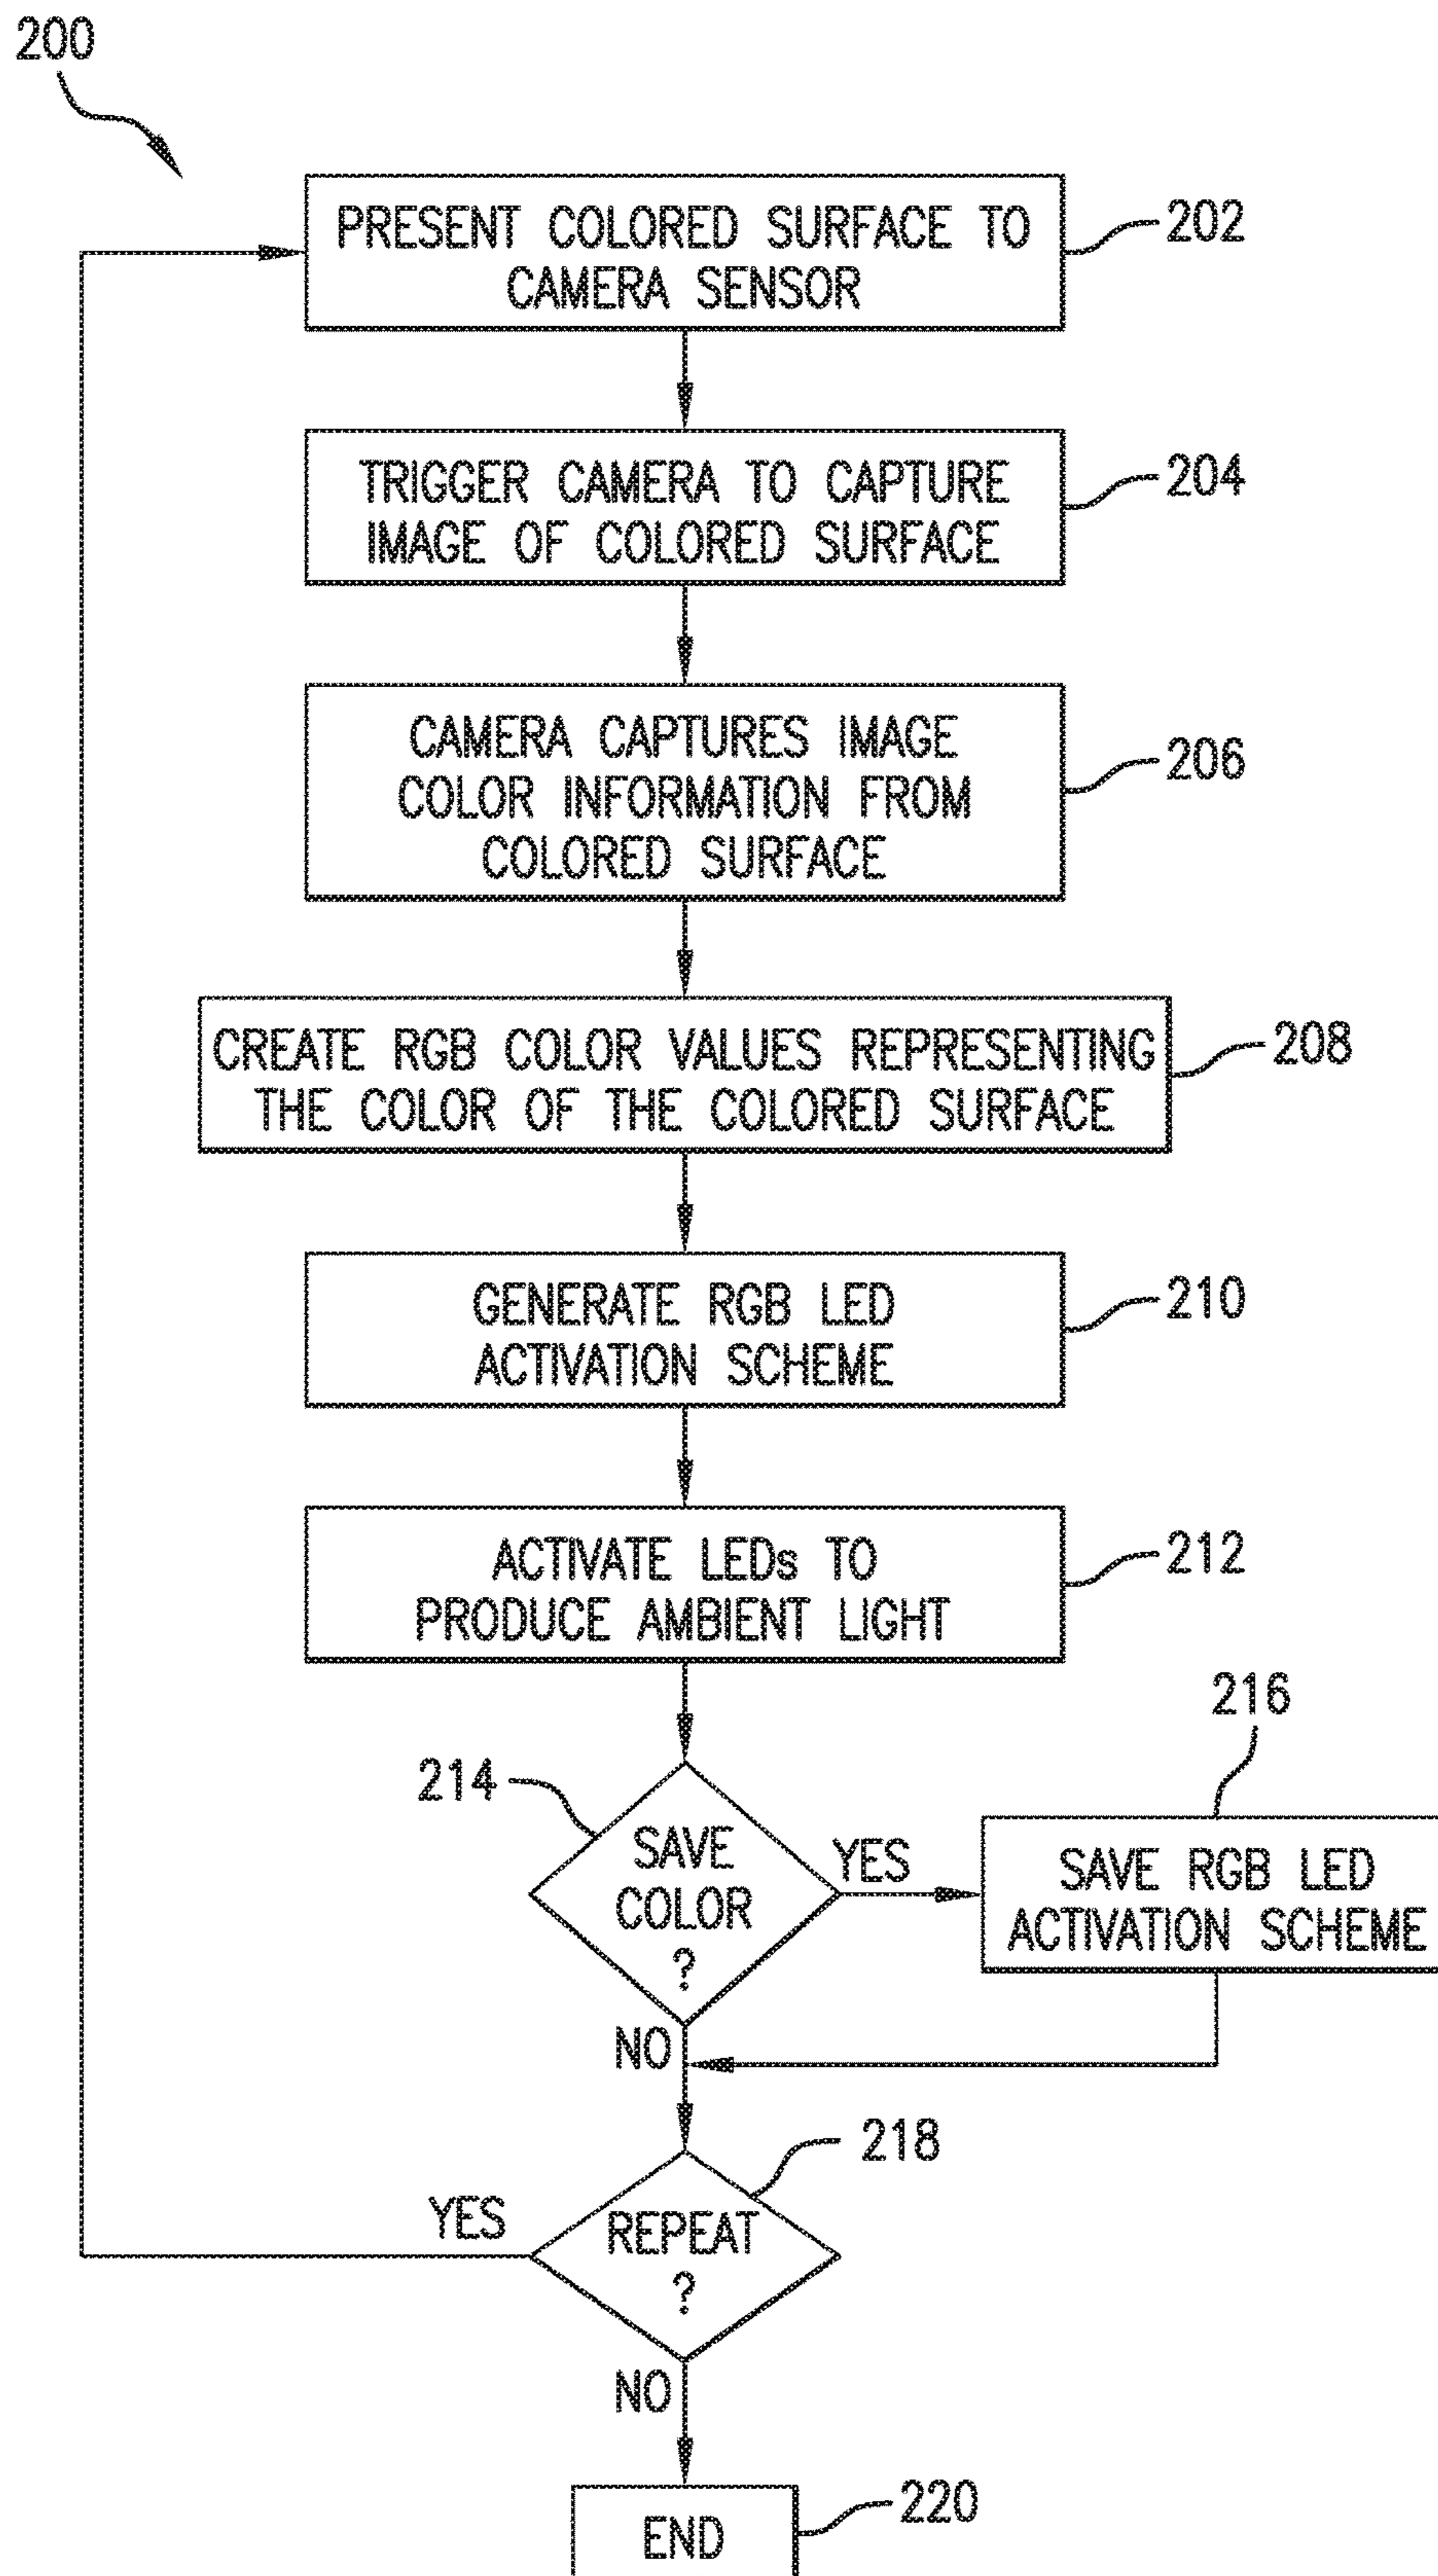 200
PRESENT COLORED SURFACE TO
CAMERA SENSOR
202
TRIGGER CAMERA TO CAPTURE
IMAGE OF COLORED SURFACE
204
CAMERA CAPTURES IMAGE
COLOR INFORMATION FROM
COLORED SURFACE
206
CREATE RGB COLOR VALUES REPRESENTING
THE COLOR OF THE COLORED SURFACE
208
GENERATE RGB LED
ACTIVATION SCHEME
210
ACTIVATE LEDs TO
PRODUCE AMBIENT LIGHT
212
214
SAVE
COLOR
?
YES
216
SAVE RGB LED
ACTIVATION SCHEME
NO
218
REPEAT
?
YES
NO
END
220